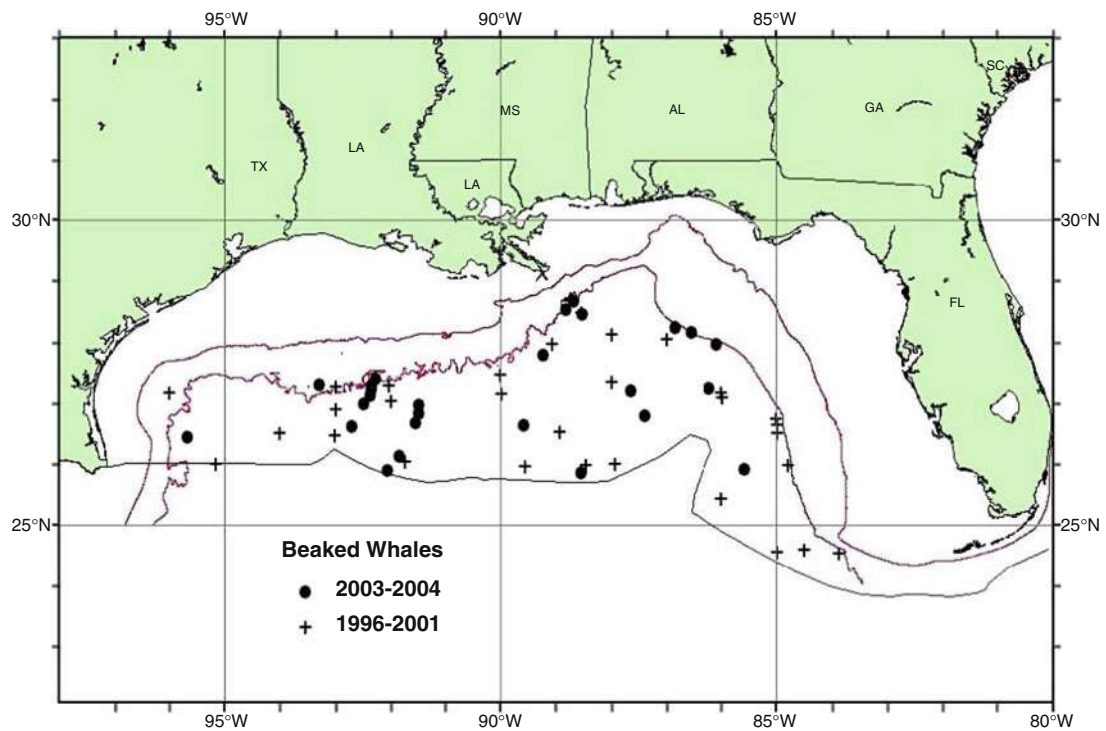 95°W 90°W 85°W
SC
MS AL GA
TX LA
LA
30°N 30°N
FL
25°N 25°N
Beaked Whales
2003-2004
1996-2001
95°W 90°W 85°W 80°W